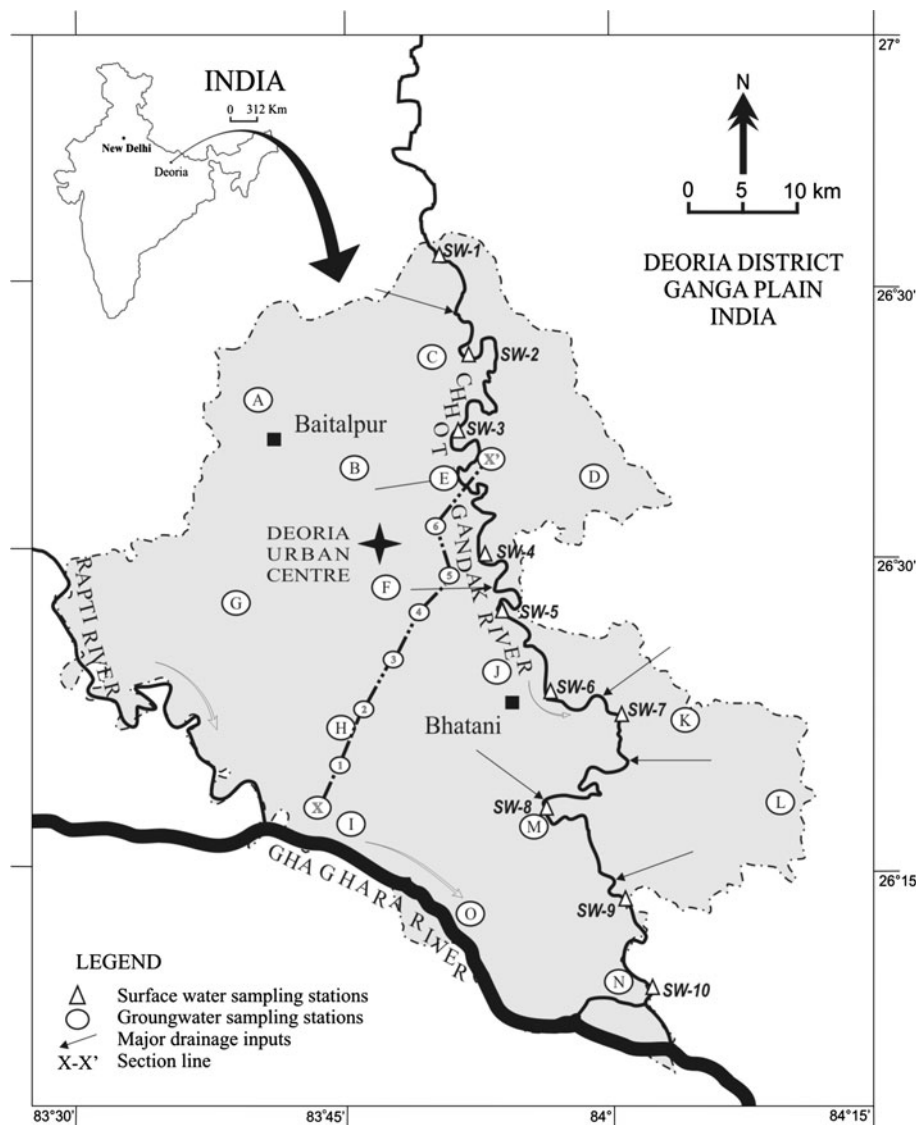 27°
INDIA
0 312 Km
New Delhi
Deoria
N
0 5 10 km
DEORIA DISTRICT
GANGA PLAIN
INDIA
SW-1
26°30'
C
SW-2
A
Baitalpur
SW-3
CHHOT GANDAK RIVER
X'
B
E
D
6
DEORIA
URBAN
CENTRE
SW-4
26°30'
5
F
G
4
SW-5
RAPTI RIVER
3
J
SW-6
2
H
Bhatani
SW-7
K
1
X
I
SW-8
M
L
GHAGHARA RIVER
26°15'
O
SW-9
N
SW-10
LEGEND
Surface water sampling stations
Groungwater sampling stations
Major drainage inputs
X-X' Section line
83°30' 83°45' 84° 84°15'